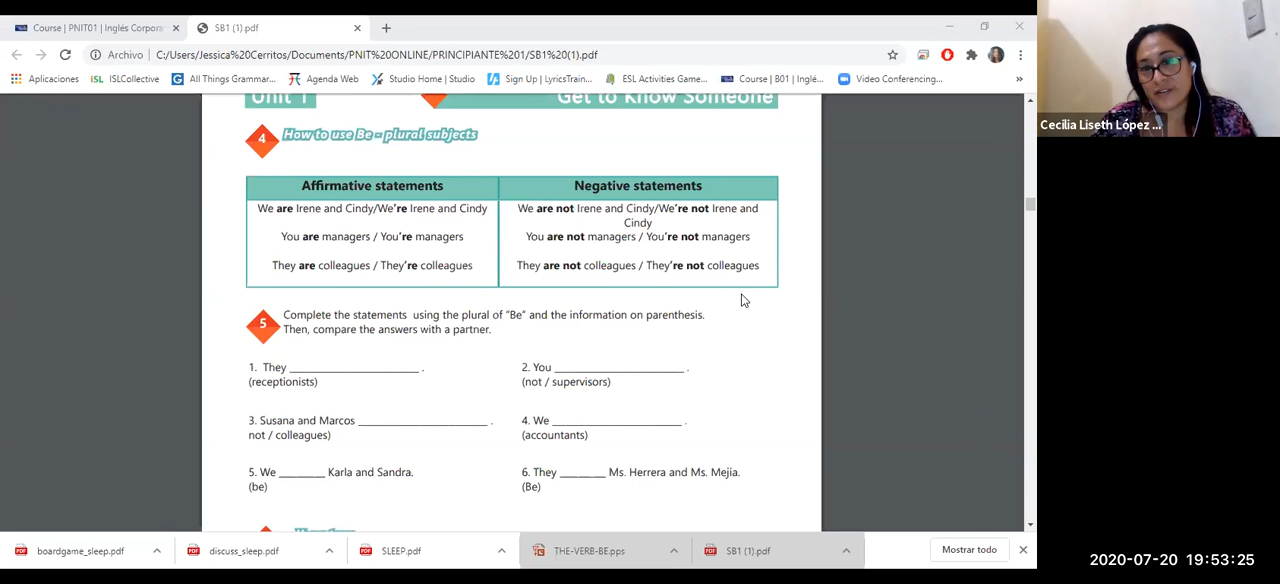 Course | PNIT01 | Inglés Corpora
SB1 (1).pdf
Archivo
C:/Users/Jessica%20Cerritos/Documents/PNIT%20ONLINE/PRINCIPIANTE%201/SB1%20(1).pdf
Aplicaciones
iSL ISLCollective
All Things Grammar...
Agenda Web
Studio Home | Studio
Sign Up | LyricsTrain...
ESL Activities Game...
Course | B01 | Inglé...
Video Conferencing...
»
Cecilia Liseth López ...
Unit 1
Get to Know Someone
4 How to use Be - plural subjects
Affirmative statements
Negative statements
We are Irene and Cindy/We're Irene and Cindy
We are not Irene and Cindy/We're not Irene and
Cindy
You are managers / You're managers
You are not managers / You're not managers
They are colleagues / They're colleagues
They are not colleagues / They're not colleagues
5 Complete the statements using the plural of "Be" and the information on parenthesis.
Then, compare the answers with a partner.
1. They ______________________ .
(receptionists)
2. You ______________________ .
(not / supervisors)
3. Susana and Marcos ______________________ .
not / colleagues)
4. We ______________________ .
(accountants)
5. We ________ Karla and Sandra.
(be)
6. They ________ Ms. Herrera and Ms. Mejía.
(Be)
boardgame_sleep.pdf
discuss_sleep.pdf
SLEEP.pdf
THE-VERB-BE.pps
SB1 (1).pdf
Mostrar todo
2020-07-20 19:53:25